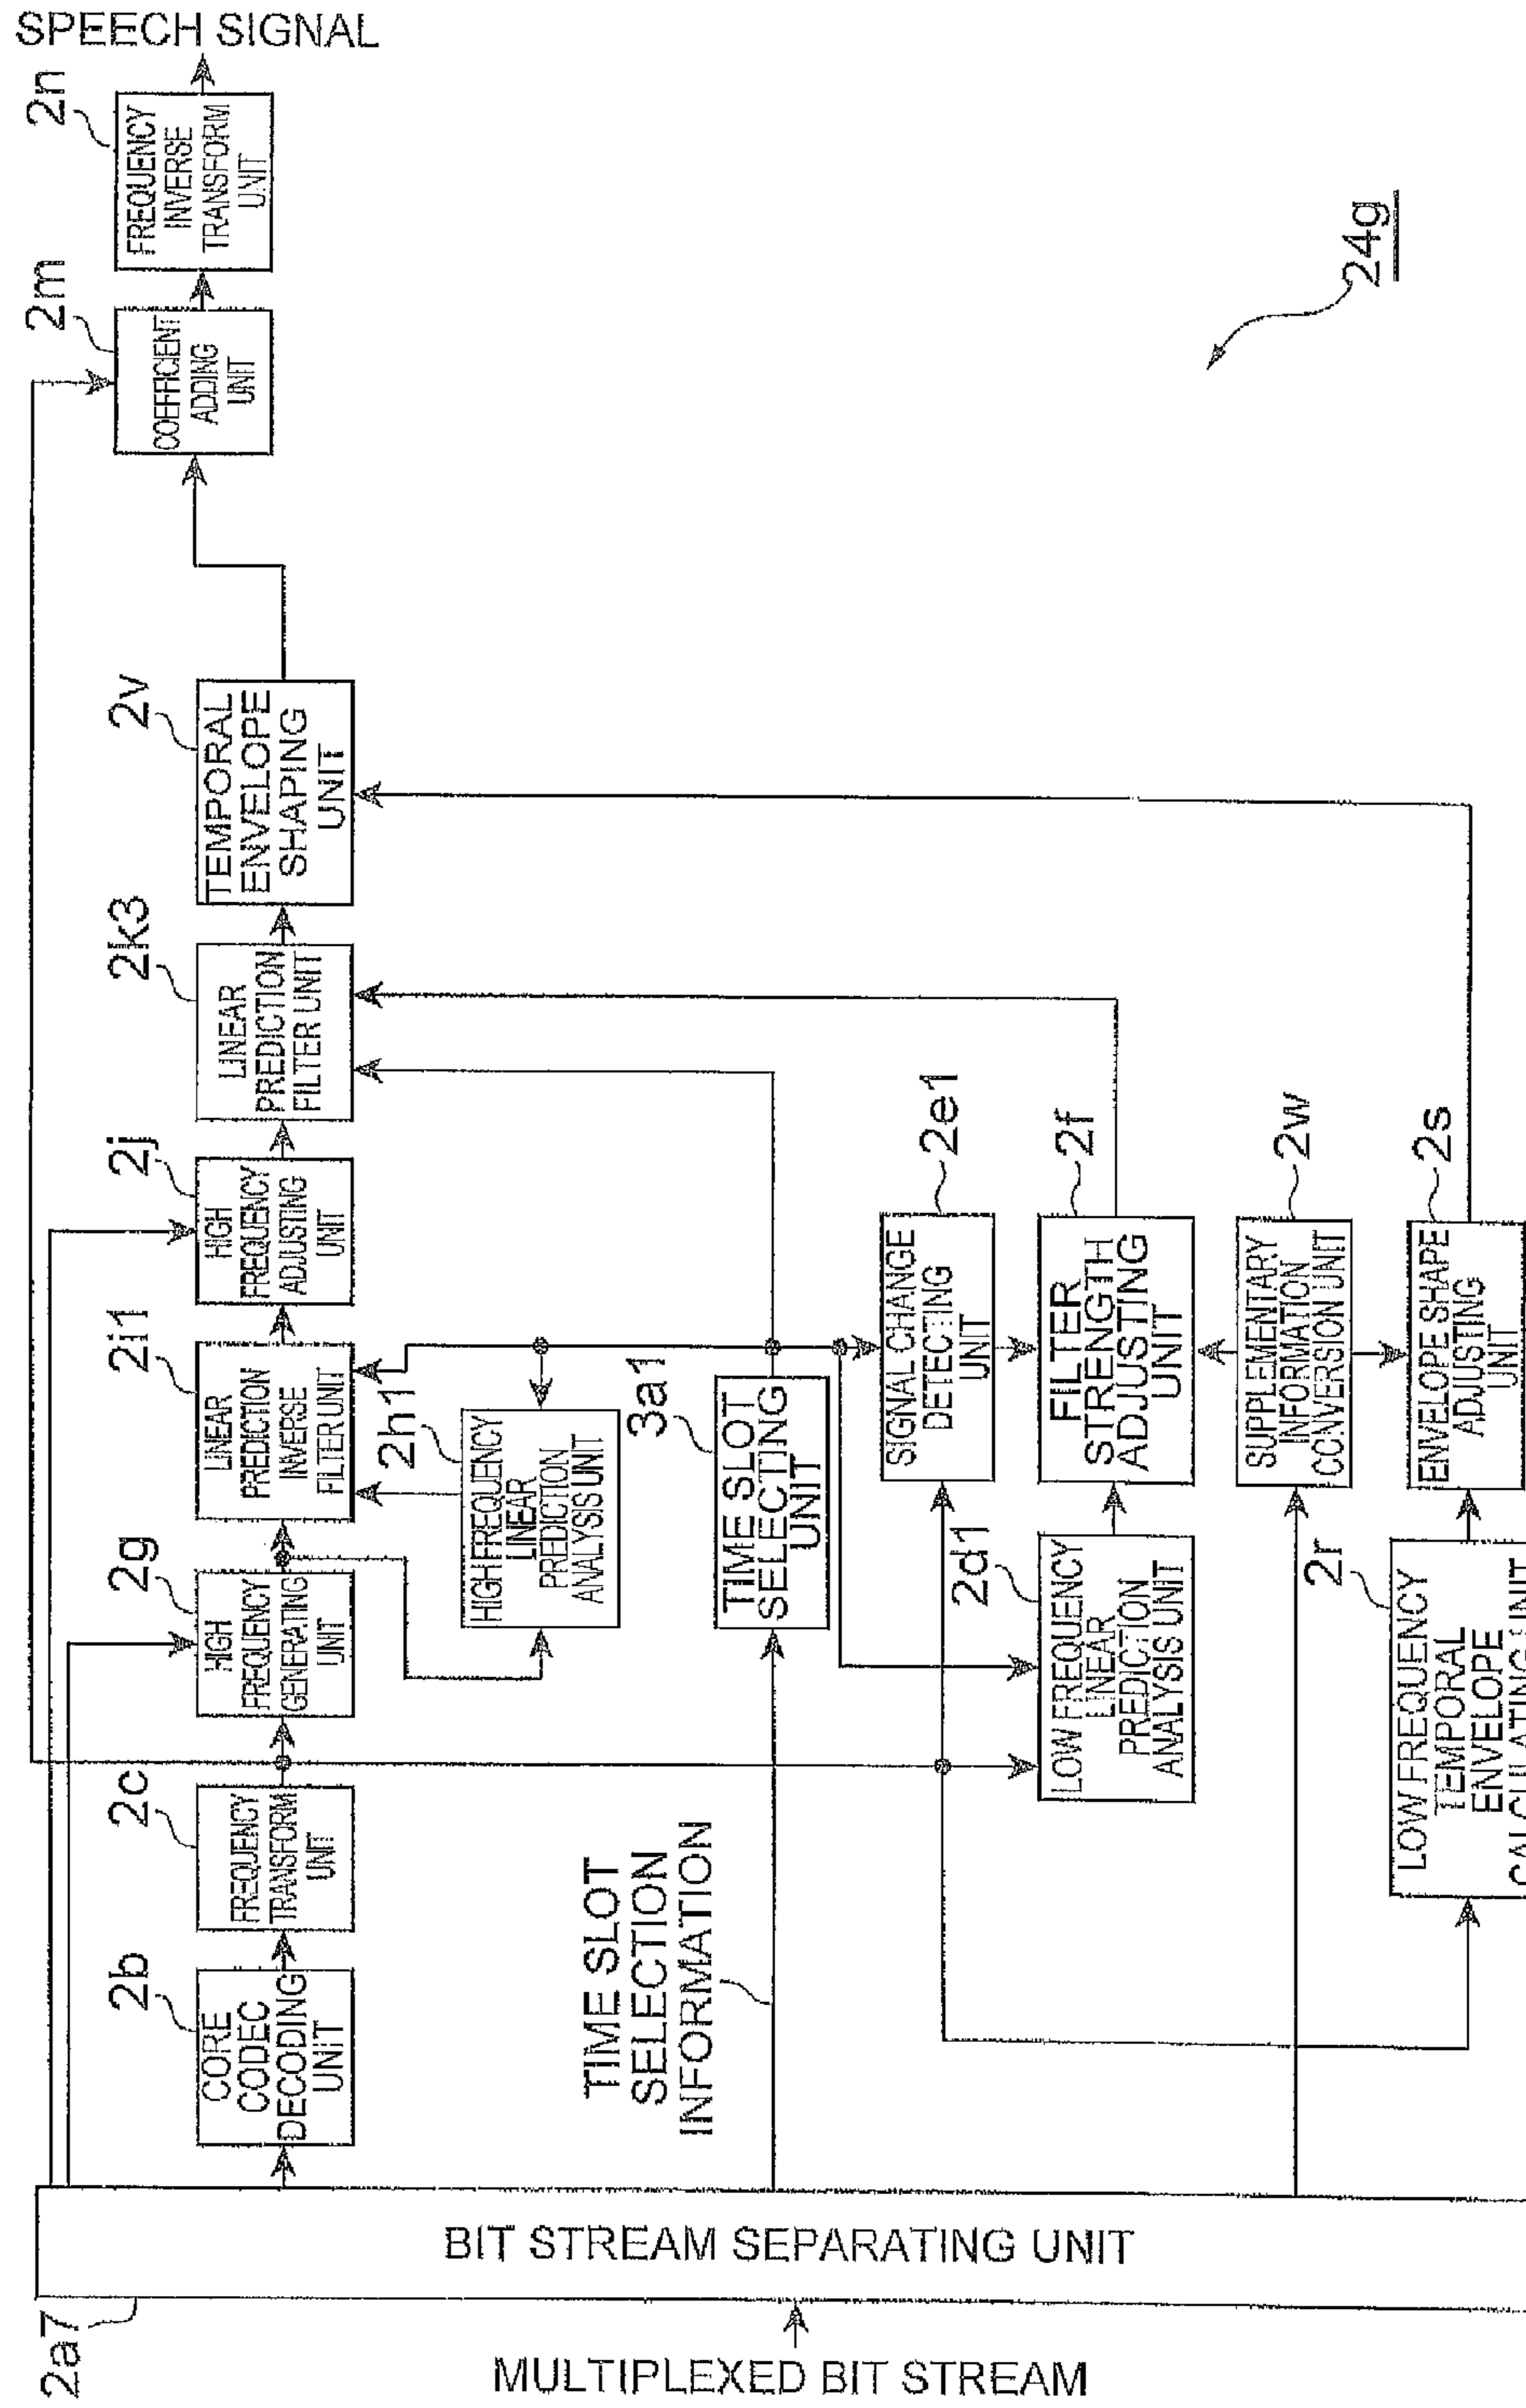 SPEECH SIGNAL
2n
FREQUENCY
INVERSE
TRANSFORM
UNIT
2m
COEFFICIENT
ADDING
UNIT
24g
2v
TEMPORAL
ENVELOPE
SHAPING
UNIT
2k3
LINEAR
PREDICTION
FILTER UNIT
2j
HIGH
FREQUENCY
ADJUSTING
UNIT
2i1
LINEAR
PREDICTION
INVERSE
FILTER UNIT
2h1
HIGH FREQUENCY
LINEAR
PREDICTION
ANALYSIS UNIT
3a1
TIME SLOT
SELECTING
UNIT
2e1
SIGNAL CHANGE
DETECTING
UNIT
2f
FILTER
STRENGTH
ADJUSTING
UNIT
2w
SUPPLEMENTARY
INFORMATION
CONVERSION UNIT
2s
ENVELOPE SHAPE
ADJUSTING
UNIT
2g
HIGH
FREQUENCY
GENERATING
UNIT
2d1
LOW FREQUENCY
LINEAR
PREDICTION
ANALYSIS UNIT
2r
LOW FREQUENCY
TEMPORAL
ENVELOPE
CALCULATING UNIT
2c
FREQUENCY
TRANSFORM
UNIT
2b
CORE
CODEC
DECODING
UNIT
TIME SLOT
SELECTION
INFORMATION
BIT STREAM SEPARATING UNIT
2a7
MULTIPLEXED BIT STREAM